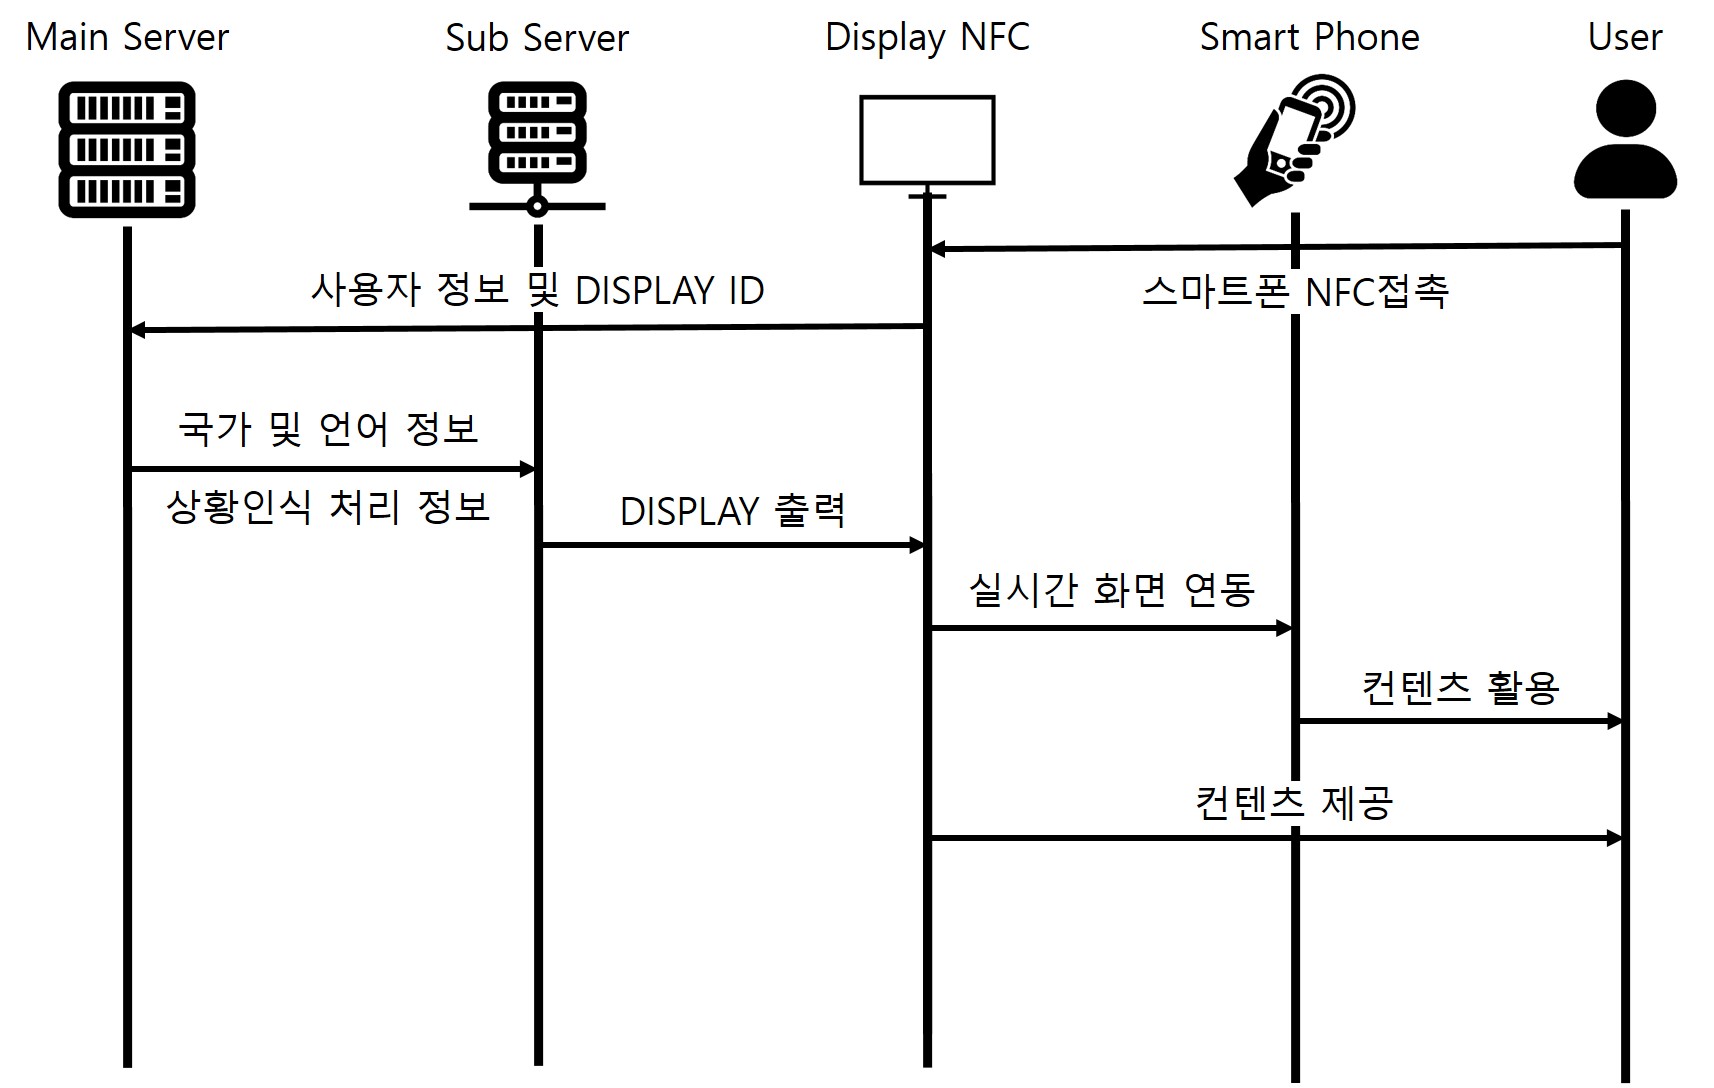 Main Server
Sub Server
Display NFC
Smart Phone
User
사용자 정보 및 DISPLAY ID
스마트폰 NFC접촉
국가 및 언어 정보
상황인식 처리 정보
DISPLAY 출력
실시간 화면 연동
컨텐츠 활용
컨텐츠 제공